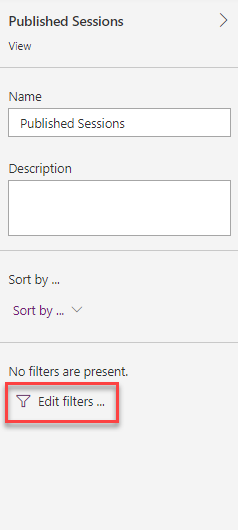 Published Sessions
View
Name
Published Sessions
Description
Sort by ...
Sort by ...
No filters are present.
Edit filters ...